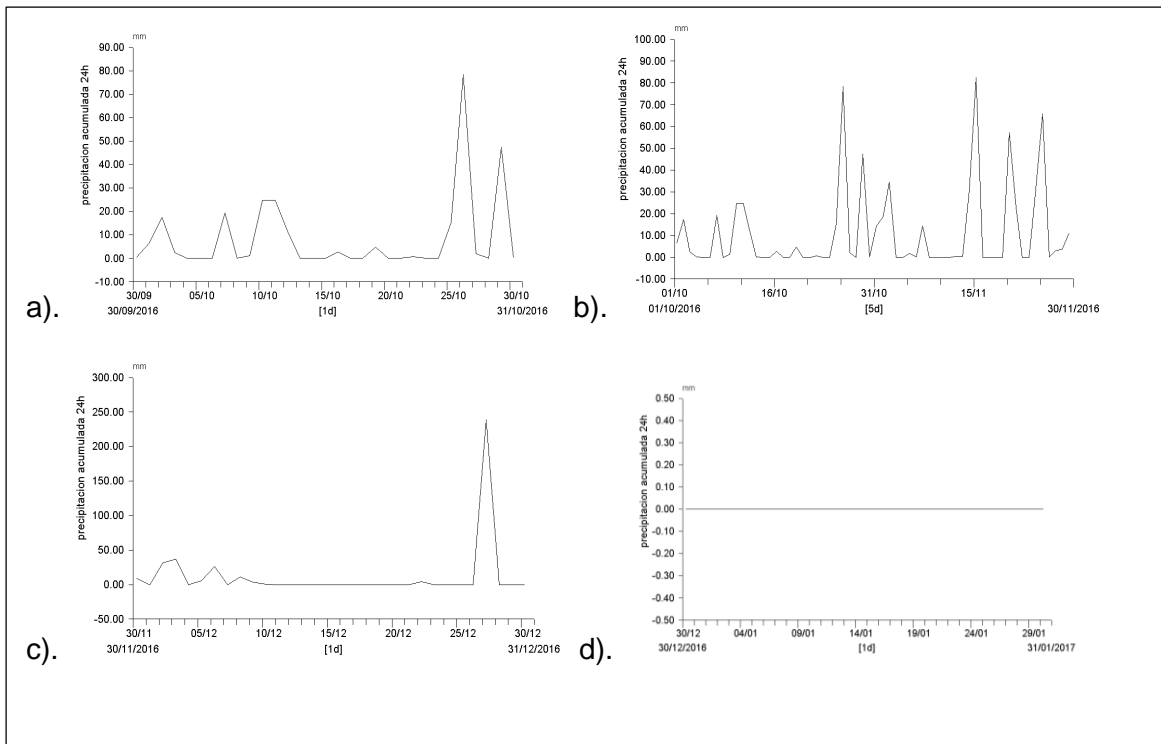 mm
precipitacion acumulada 24h
90.00
80.00
70.00
60.00
50.00
40.00
30.00
20.00
10.00
0.00
-10.00
30/09 05/10 10/10 15/10 20/10 25/10 30/10
30/09/2016 [1d] 31/10/2016
a).
mm
precipitacion acumulada 24h
100.00
90.00
80.00
70.00
60.00
50.00
40.00
30.00
20.00
10.00
0.00
-10.00
01/10 16/10 31/10 15/11
01/10/2016 [5d] 30/11/2016
b).
mm
precipitacion acumulada 24h
300.00
250.00
200.00
150.00
100.00
50.00
0.00
-50.00
30/11 05/12 10/12 15/12 20/12 25/12 30/12
30/11/2016 [1d] 31/12/2016
c).
mm
precipitacion acumulada 24h
0.50
0.40
0.30
0.20
0.10
0.00
-0.10
-0.20
-0.30
-0.40
-0.50
30/12 04/01 09/01 14/01 19/01 24/01 29/01
30/12/2016 [1d] 31/01/2017
d).